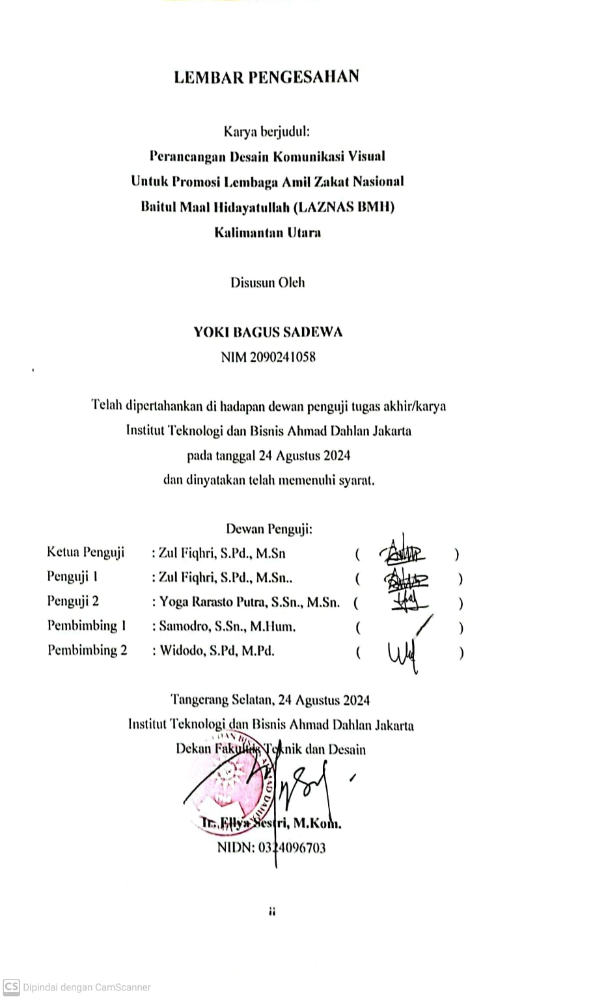 LEMBAR PENGESAHAN
Karya berjudul:
Perancangan Desain Komunikasi Visual
Untuk Promosi Lembaga Amil Zakat Nasional
Baitul Maal Hidayatullah (LAZNAS BMH)
Kalimantan Utara
Disusun Oleh
YOKI BAGUS SADEWA
NIM 2090241058
Telah dipertahankan di hadapan dewan penguji tugas akhir/karya
Institut Teknologi dan Bisnis Ahmad Dahlan Jakarta
pada tanggal 24 Agustus 2024
dan dinyatakan telah memenuhi syarat.
Dewan Penguji:
Ketua Penguji : Zul Fiqhri, S.Pd., M.Sn ( )
Penguji 1 : Zul Fiqhri, S.Pd., M.Sn.. ( )
Penguji 2 : Yoga Rarasto Putra, S.Sn., M.Sn. ( )
Pembimbing 1 : Samodro, S.Sn., M.Hum. ( )
Pembimbing 2 : Widodo, S.Pd, M.Pd. ( )
Tangerang Selatan, 24 Agustus 2024
Institut Teknologi dan Bisnis Ahmad Dahlan Jakarta
Dekan Fakultas Teknik dan Desain
Ir. Ellya Sestri, M.Kom.
NIDN: 0324096703
ii
CS Dipindai dengan CamScanner